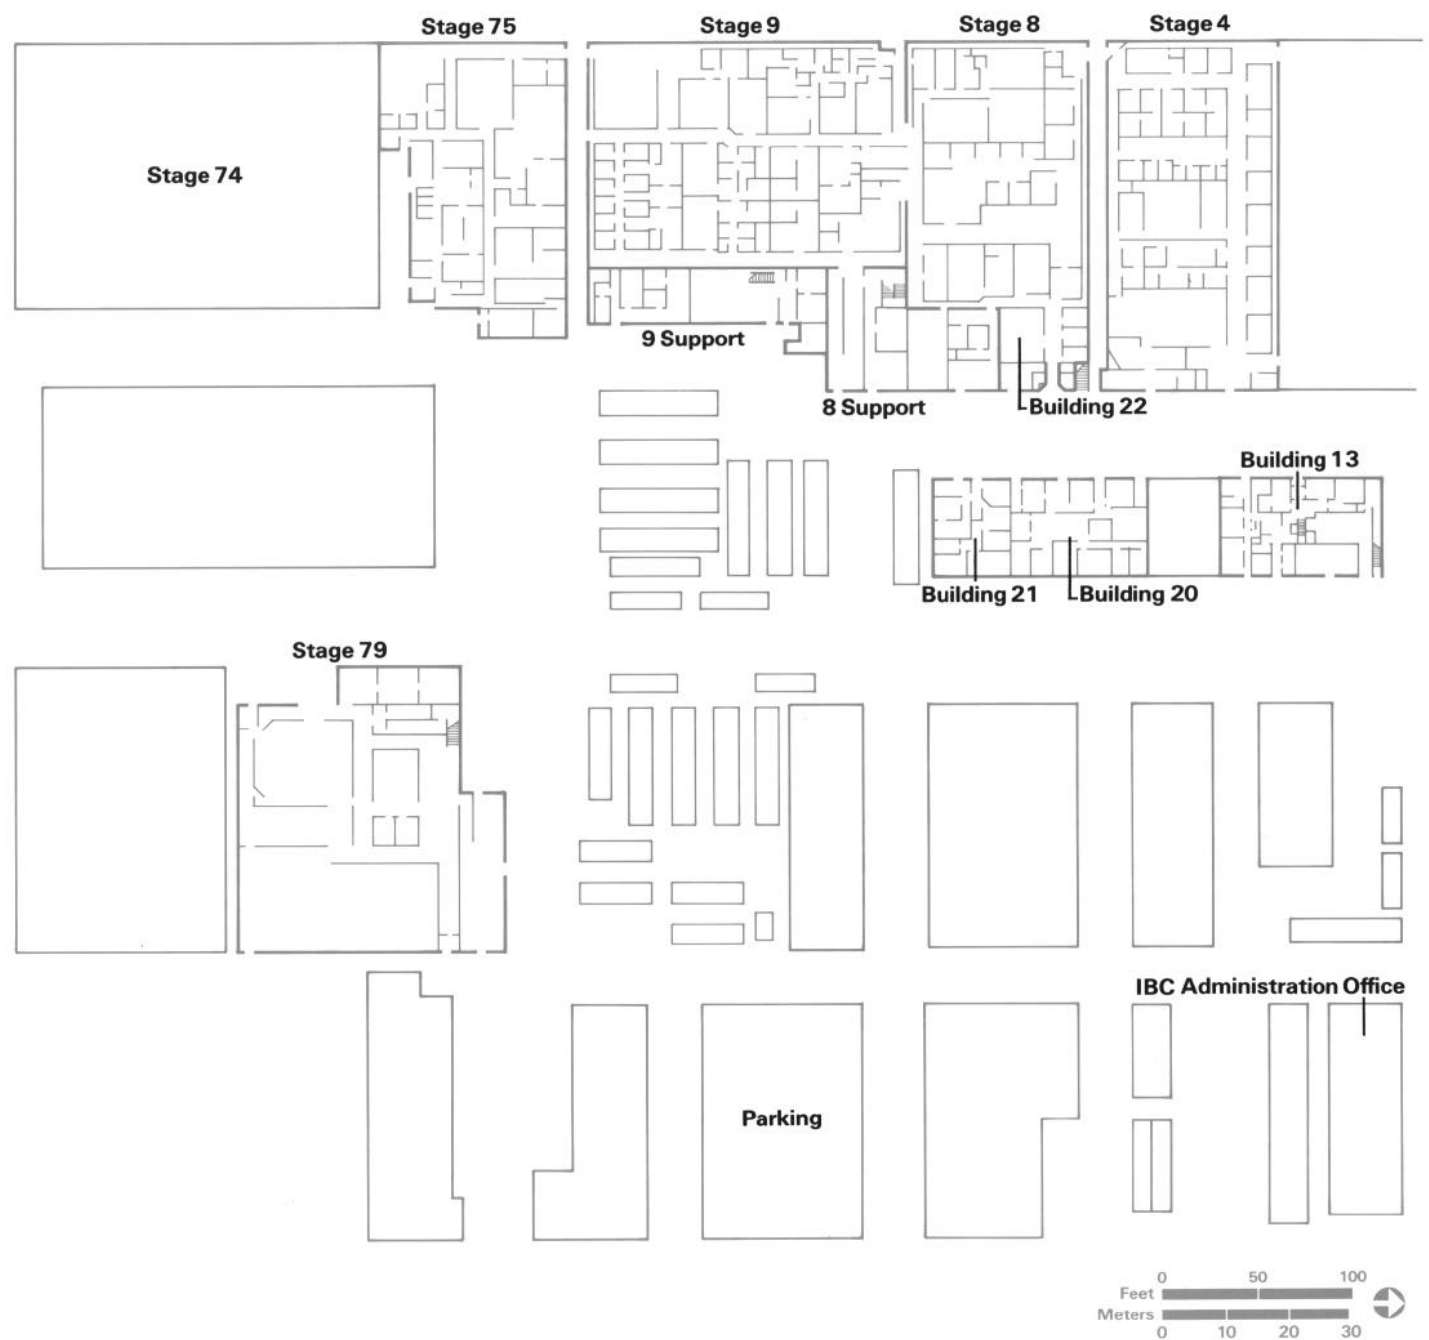 Stage 75
Stage 9
Stage 8
Stage 4
Stage 74
9 Support
8 Support
Building 22
Building 13
Building 21
Building 20
Stage 79
IBC Administration Office
Parking
0 50 100
Feet
Meters
0 10 20 30